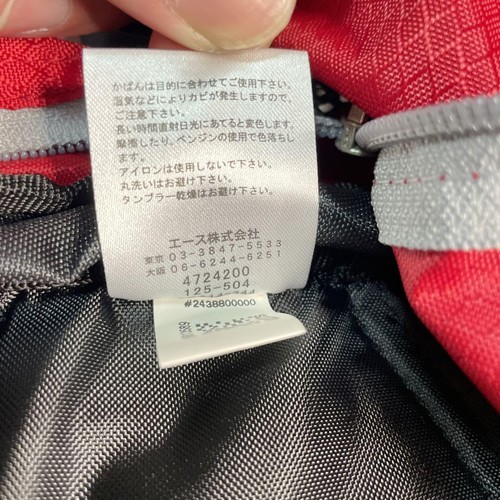 かばんは目的に合わせてご使用下さい。
湿気などによりカビが発生しますので、
ご注意下さい。
長い時間直射日光にあてると変色します。
摩擦したり、ベンジンの使用で色落ちし
ます。
アイロンは使用しないで下さい。
丸洗いはお避け下さい。
タンブラー乾燥はお避け下さい。
エース株式会社
東京 03-3847-5533
大阪 06-6244-6251
4724200
125-504
#2438800000